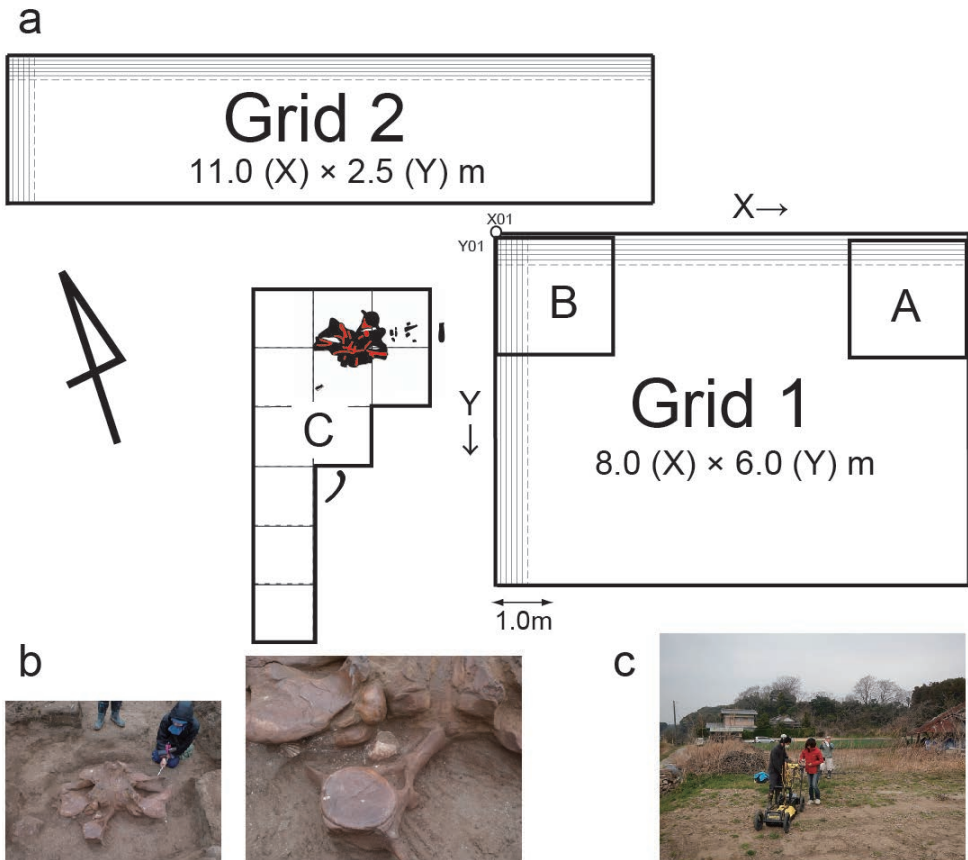 a
Grid 2
11.0 (X) × 2.5 (Y) m
X→
X01
Y01
B
A
Y
↓
Grid 1
8.0 (X) × 6.0 (Y) m
C
1.0m
b
c